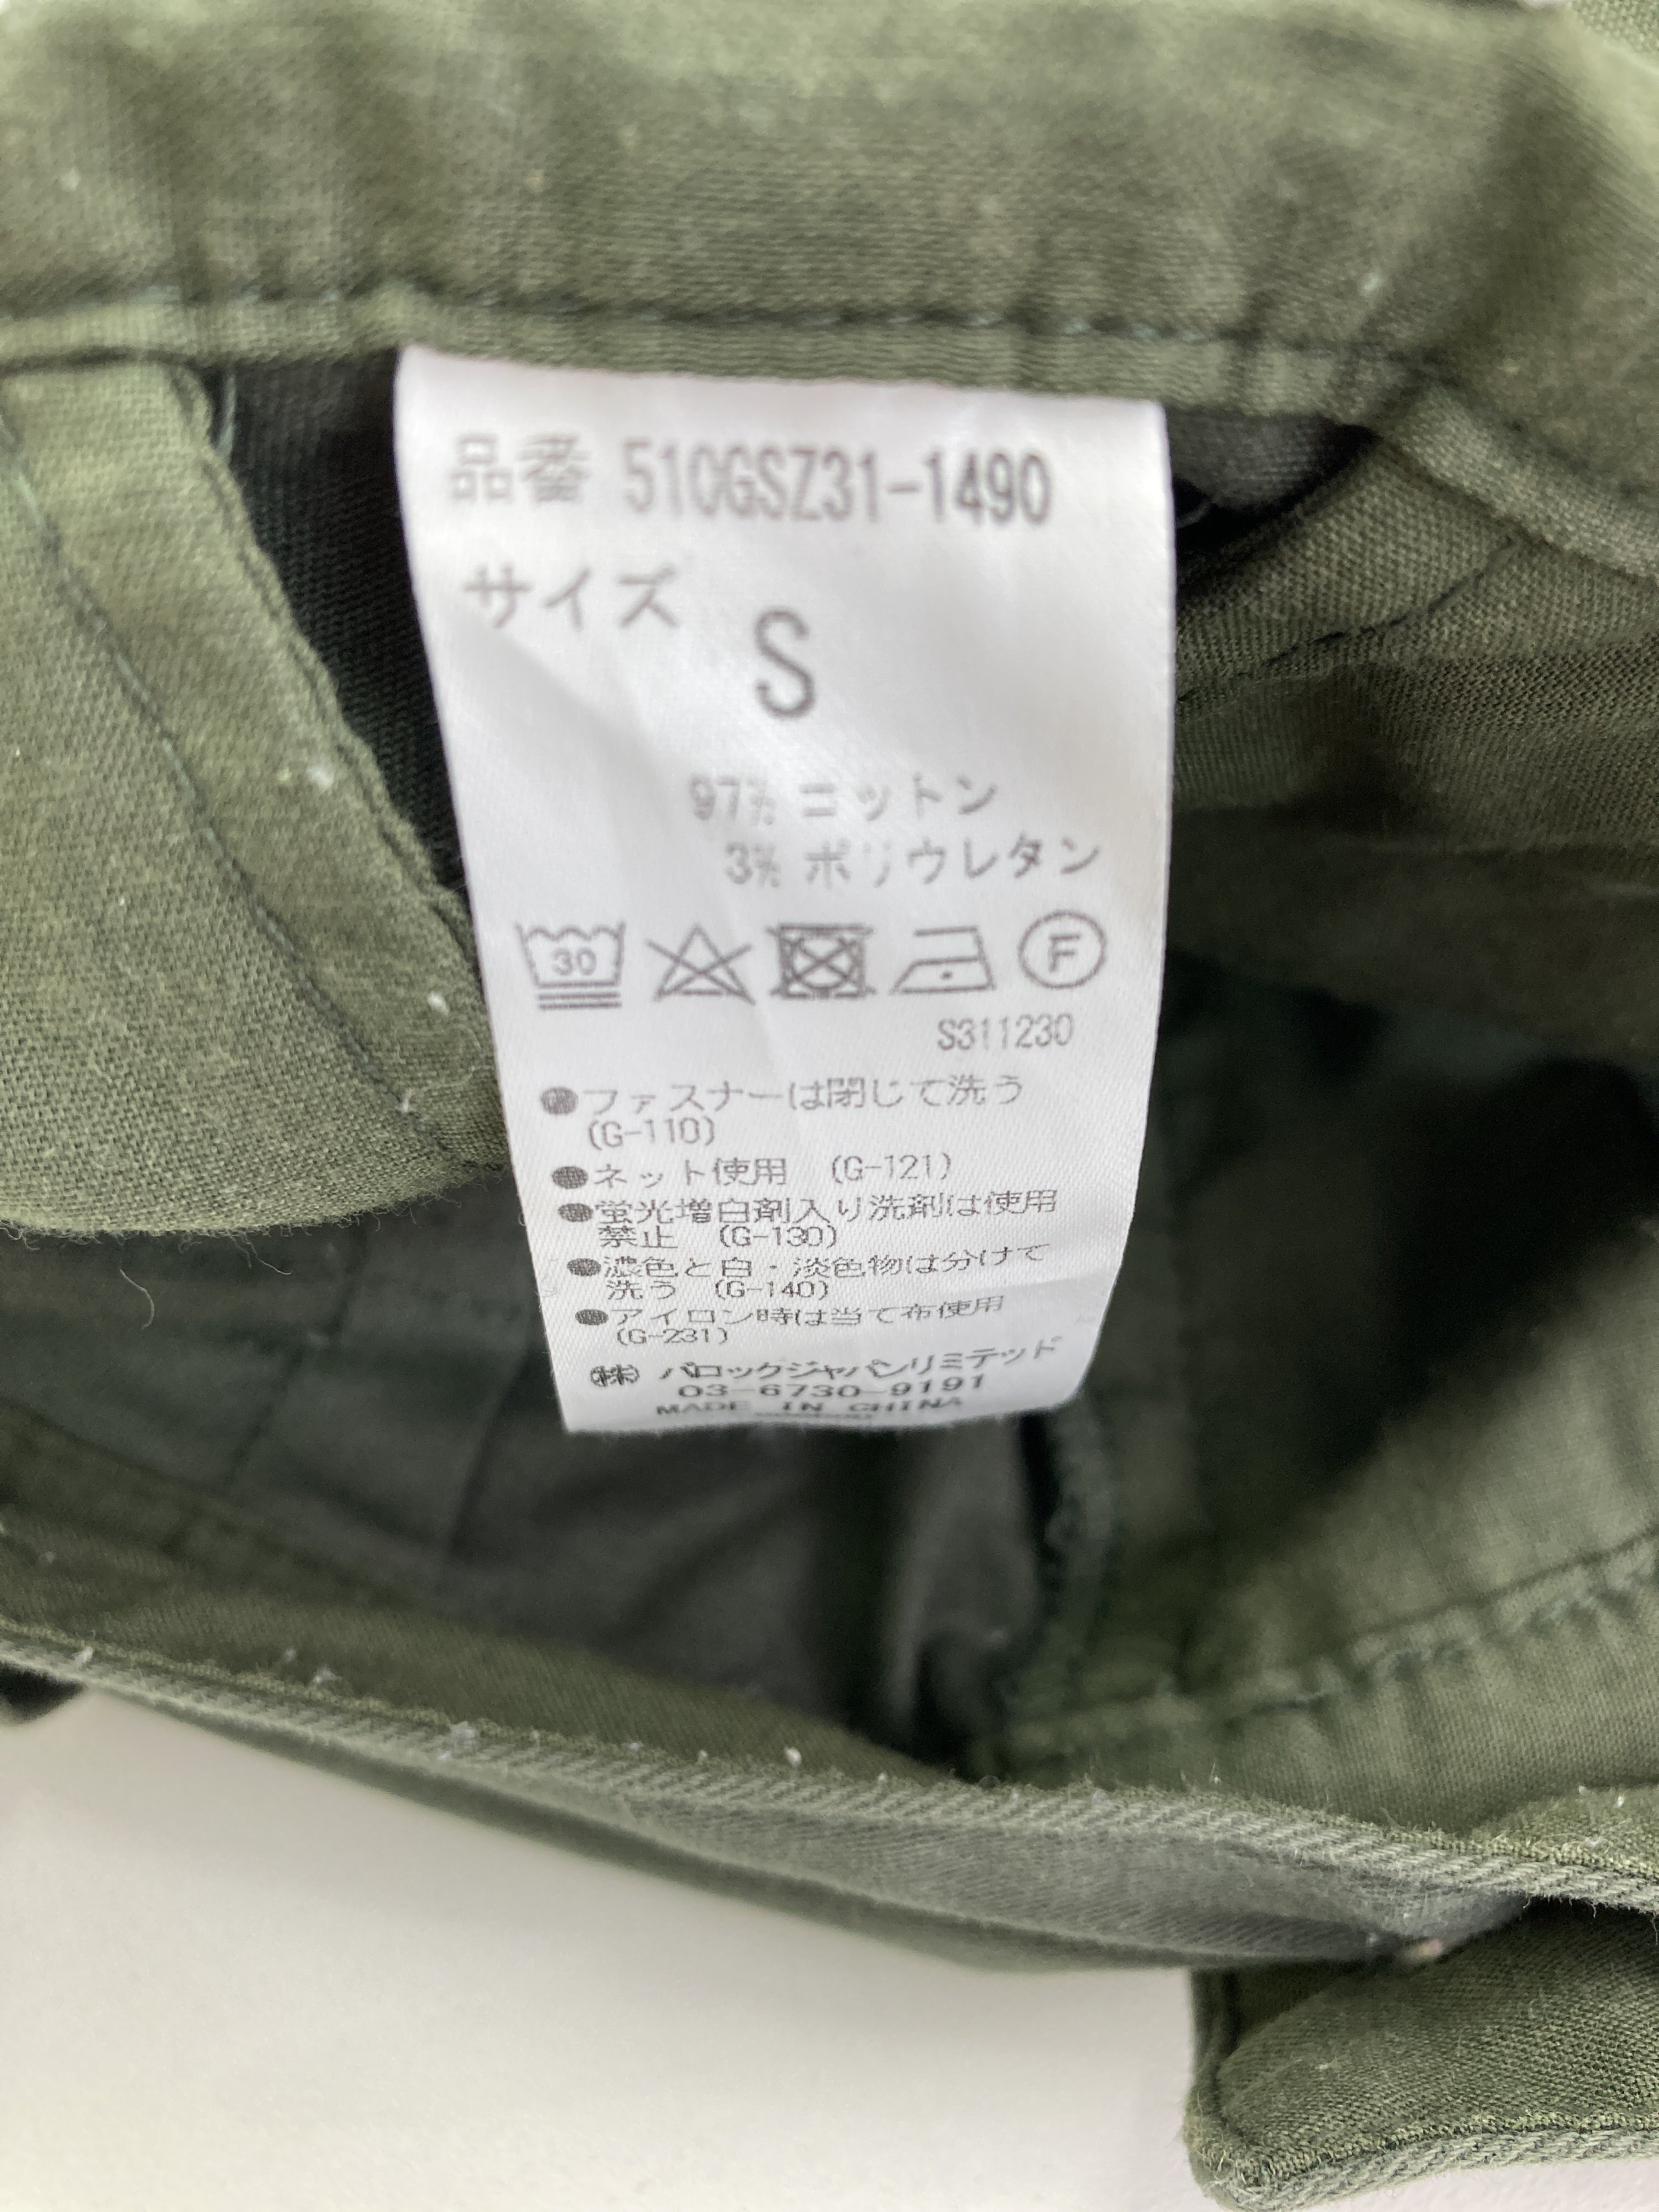 品番 510GSZ31-1490
サイズ
S
97% コットン
3% ポリウレタン
30
F
S311230
●ファスナーは閉じて洗う
(G-110)
●ネット使用 (G-121)
●蛍光増白剤入り洗剤は使用
禁止 (G-130)
●濃色と白・淡色物は分けて
洗う (G-140)
●アイロン時は当て布使用
(G-231)
㈱ バロックジャパンリミテッド
03-6730-9191
MADE IN CHINA